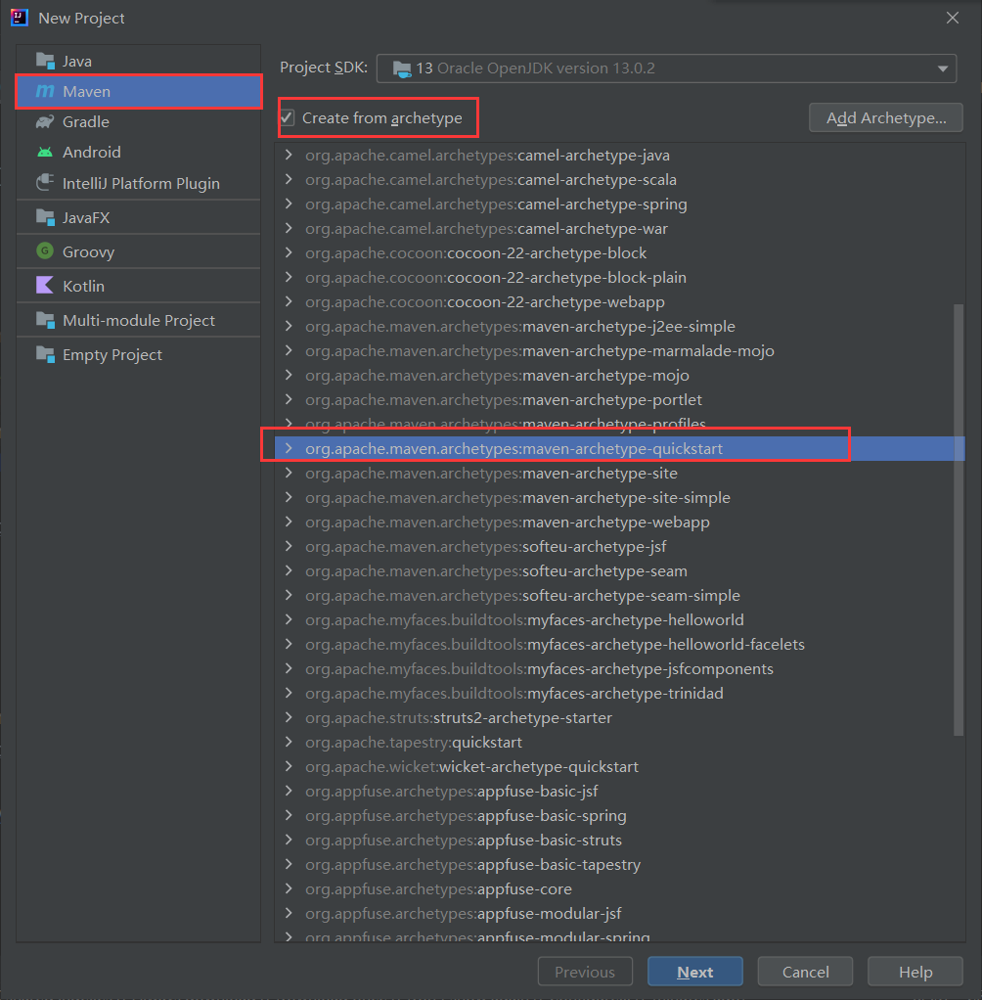 New Project
Java
Maven
Gradle
Android
IntelliJ Platform Plugin
JavaFX
Groovy
Kotlin
Multi-module Project
Empty Project
Project SDK: 13 Oracle OpenJDK version 13.0.2
Create from archetype
Add Archetype...
org.apache.camel.archetypes:camel-archetype-java
org.apache.camel.archetypes:camel-archetype-scala
org.apache.camel.archetypes:camel-archetype-spring
org.apache.camel.archetypes:camel-archetype-war
org.apache.cocoon:cocoon-22-archetype-block
org.apache.cocoon:cocoon-22-archetype-block-plain
org.apache.cocoon:cocoon-22-archetype-webapp
org.apache.maven.archetypes:maven-archetype-j2ee-simple
org.apache.maven.archetypes:maven-archetype-marmalade-mojo
org.apache.maven.archetypes:maven-archetype-mojo
org.apache.maven.archetypes:maven-archetype-portlet
org.apache.maven.archetypes:maven-archetype-profiles
org.apache.maven.archetypes:maven-archetype-quickstart
org.apache.maven.archetypes:maven-archetype-site
org.apache.maven.archetypes:maven-archetype-site-simple
org.apache.maven.archetypes:maven-archetype-webapp
org.apache.maven.archetypes:softeu-archetype-jsf
org.apache.maven.archetypes:softeu-archetype-seam
org.apache.maven.archetypes:softeu-archetype-seam-simple
org.apache.myfaces.buildtools:myfaces-archetype-helloworld
org.apache.myfaces.buildtools:myfaces-archetype-helloworld-facelets
org.apache.myfaces.buildtools:myfaces-archetype-jsfcomponents
org.apache.myfaces.buildtools:myfaces-archetype-trinidad
org.apache.struts:struts2-archetype-starter
org.apache.tapestry:quickstart
org.apache.wicket:wicket-archetype-quickstart
org.appfuse.archetypes:appfuse-basic-jsf
org.appfuse.archetypes:appfuse-basic-spring
org.appfuse.archetypes:appfuse-basic-struts
org.appfuse.archetypes:appfuse-basic-tapestry
org.appfuse.archetypes:appfuse-core
org.appfuse.archetypes:appfuse-modular-jsf
org.appfuse.archetypes:appfuse-modular-spring
Previous
Next
Cancel
Help